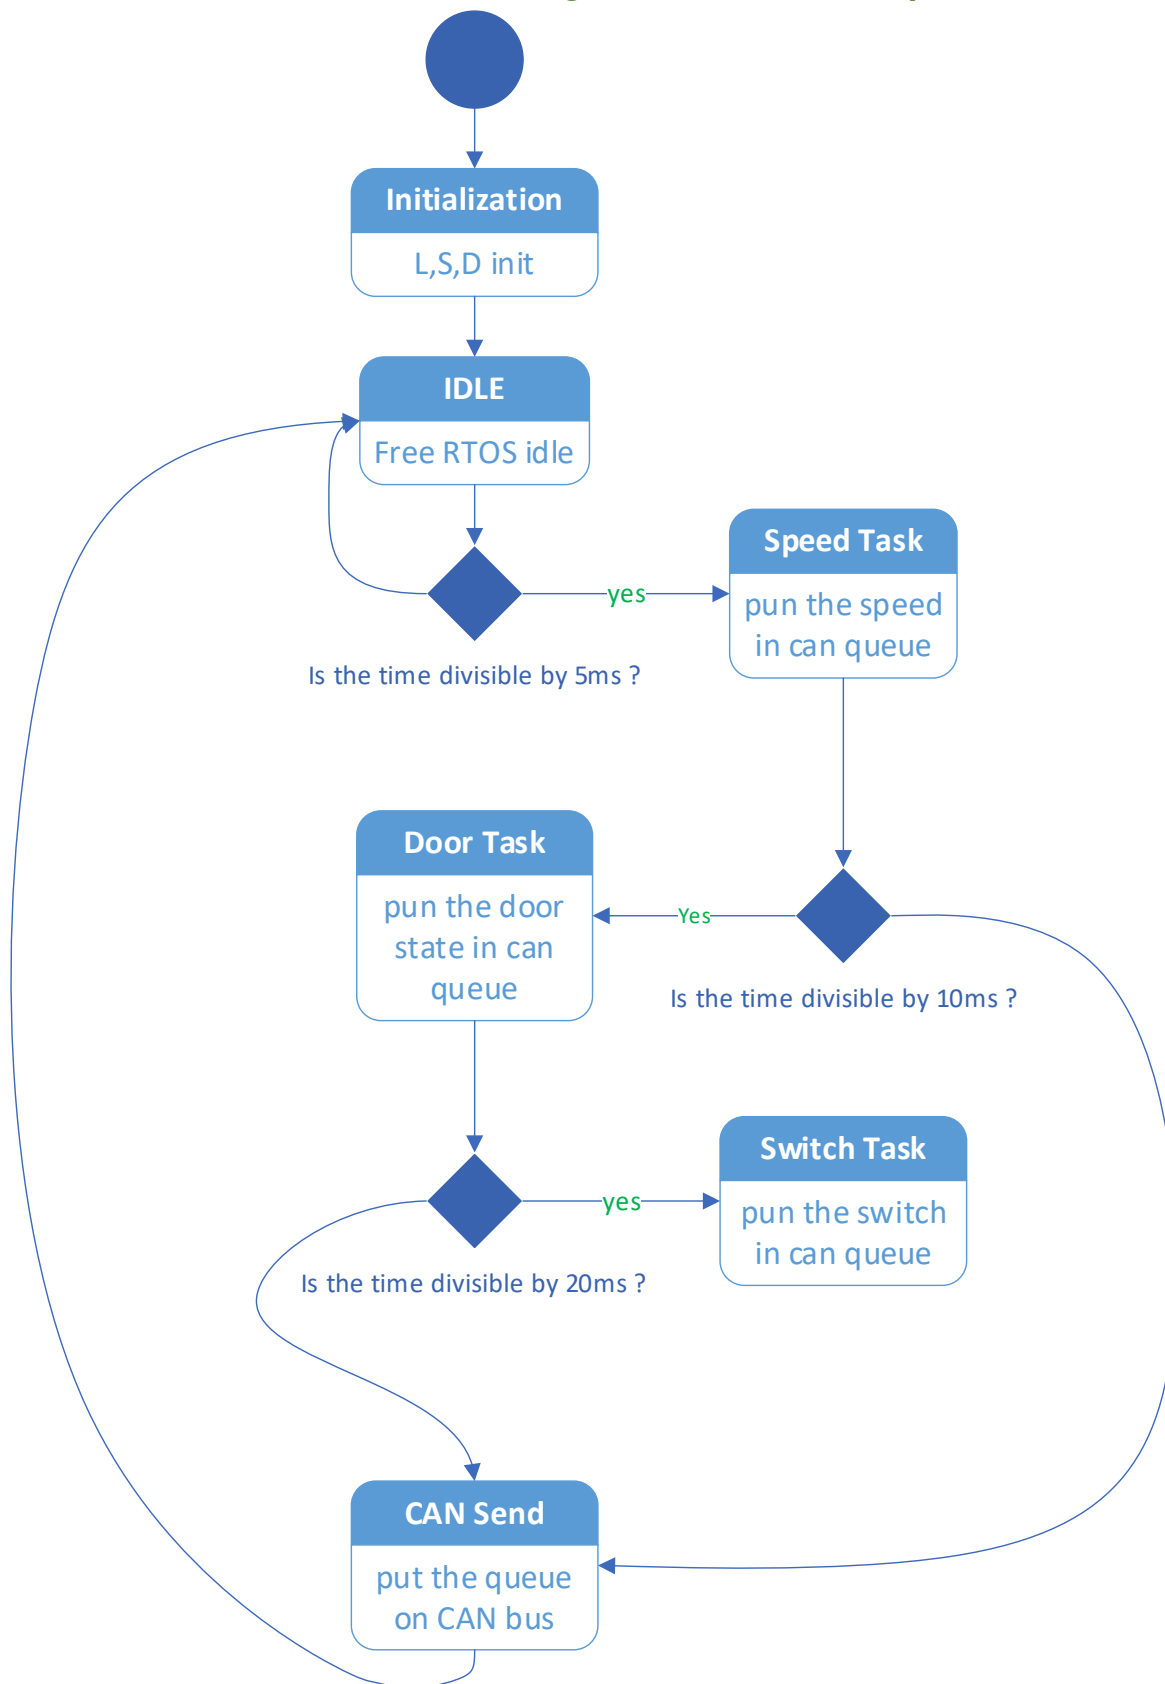 Initialization
L,S,D init
IDLE
Free RTOS idle
Speed Task
yes
pun the speed
in can queue
Is the time divisible by 5ms ?
Door Task
pun the door
state in can
queue
Yes
Is the time divisible by 10ms ?
Switch Task
yes
pun the switch
in can queue
Is the time divisible by 20ms ?
CAN Send
put the queue
on CAN bus